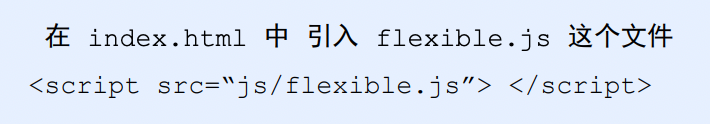 在 index.html 中 引入 flexible.js 这个文件
<script src=“js/flexible.js”> </script>